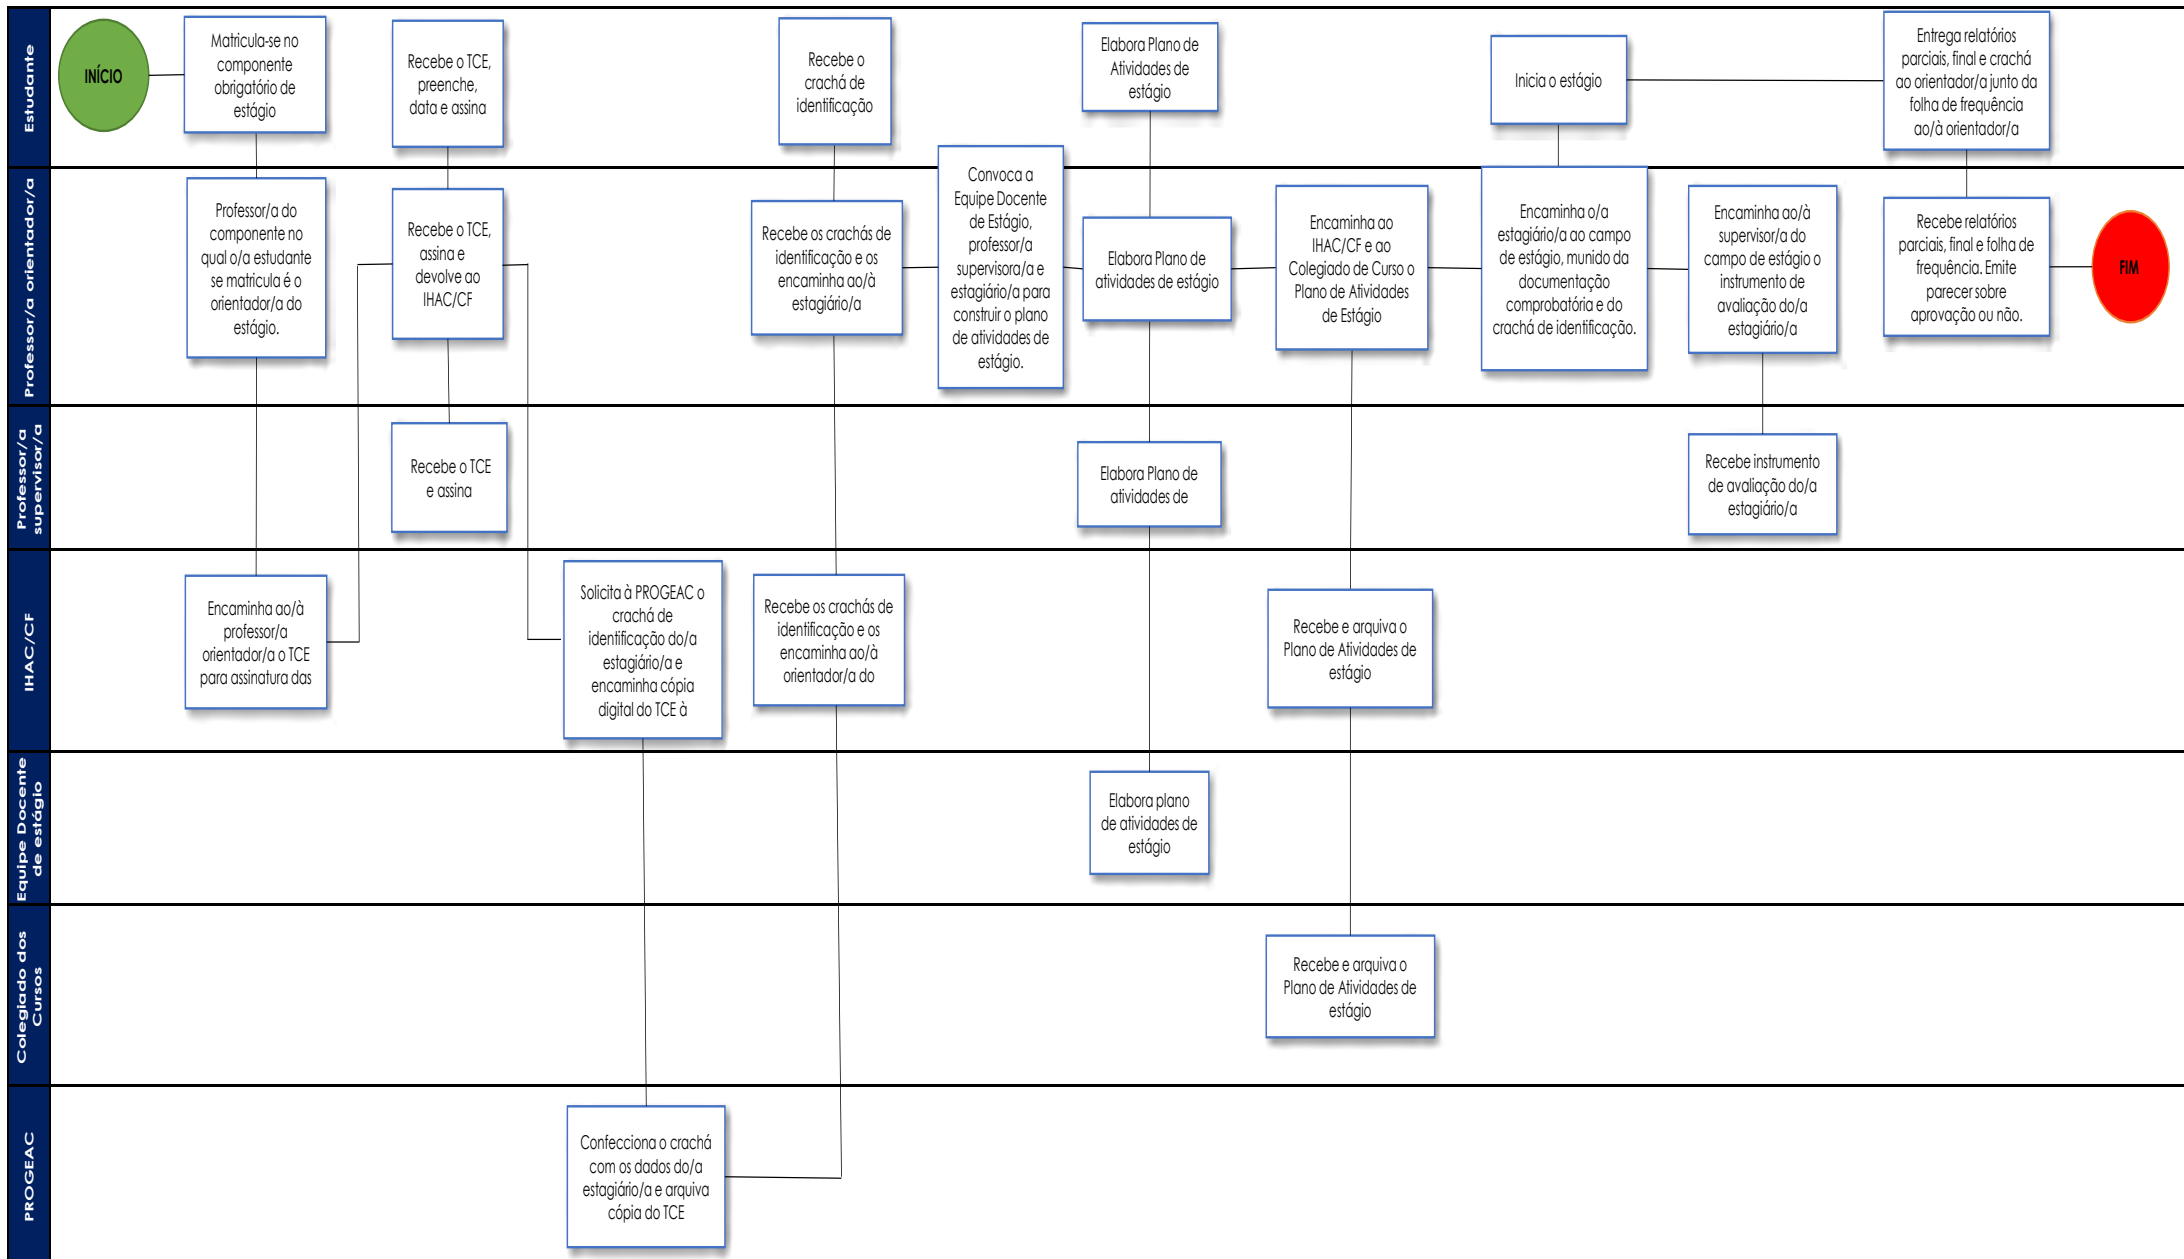 Estudante
INÍCIO
Matricula-se no
componente
obrigatório de
estágio
Recebe o TCE,
preenche,
data e assina
Recebe o
crachá de
identificação
Elabora Plano de
Atividades de
estágio
Inicia o estágio
Entrega relatórios
parciais, final e crachá
ao orientador/a junto da
folha de frequência
ao/à orientador/a
Professor/a orientador/a
Professor/a do
componente no
qual o/a estudante
se matricula é o
orientador/a do
estágio.
Recebe o TCE,
assina e
devolve ao
IHAC/CF
Recebe os crachás de
identificação e os
encaminha ao/à
estagiário/a
Convoca a
Equipe Docente
de Estágio,
professor/a
supervisora/a e
estagiário/a para
construir o plano
de atividades de
estágio.
Elabora Plano de
atividades de estágio
Encaminha ao
IHAC/CF e ao
Colegiado de Curso o
Plano de Atividades
de Estágio
Encaminha o/a
estagiário/a ao campo
de estágio, munido da
documentação
comprobatória e do
crachá de identificação.
Encaminha ao/à
supervisor/a do
campo de estágio o
instrumento de
avaliação do/a
estagiário/a
Recebe relatórios
parciais, final e folha de
frequência. Emite
parecer sobre
aprovação ou não.
FIM
Professor/a
supervisor/a
Recebe o TCE
e assina
Elabora Plano de
atividades de
Recebe instrumento
de avaliação do/a
estagiário/a
IHAC/CF
Encaminha ao/à
professor/a
orientador/a o TCE
para assinatura das
Solicita à PROGEAC o
crachá de
identificação do/a
estagiário/a e
encaminha cópia
digital do TCE à
Recebe os crachás de
identificação e os
encaminha ao/à
orientador/a do
Recebe e arquiva o
Plano de Atividades de
estágio
Equipe Docente
de estágio
Elabora plano
de atividades de
estágio
Colegiado dos
Cursos
Recebe e arquiva o
Plano de Atividades de
estágio
PROGEAC
Confecciona o crachá
com os dados do/a
estagiário/a e arquiva
cópia do TCE